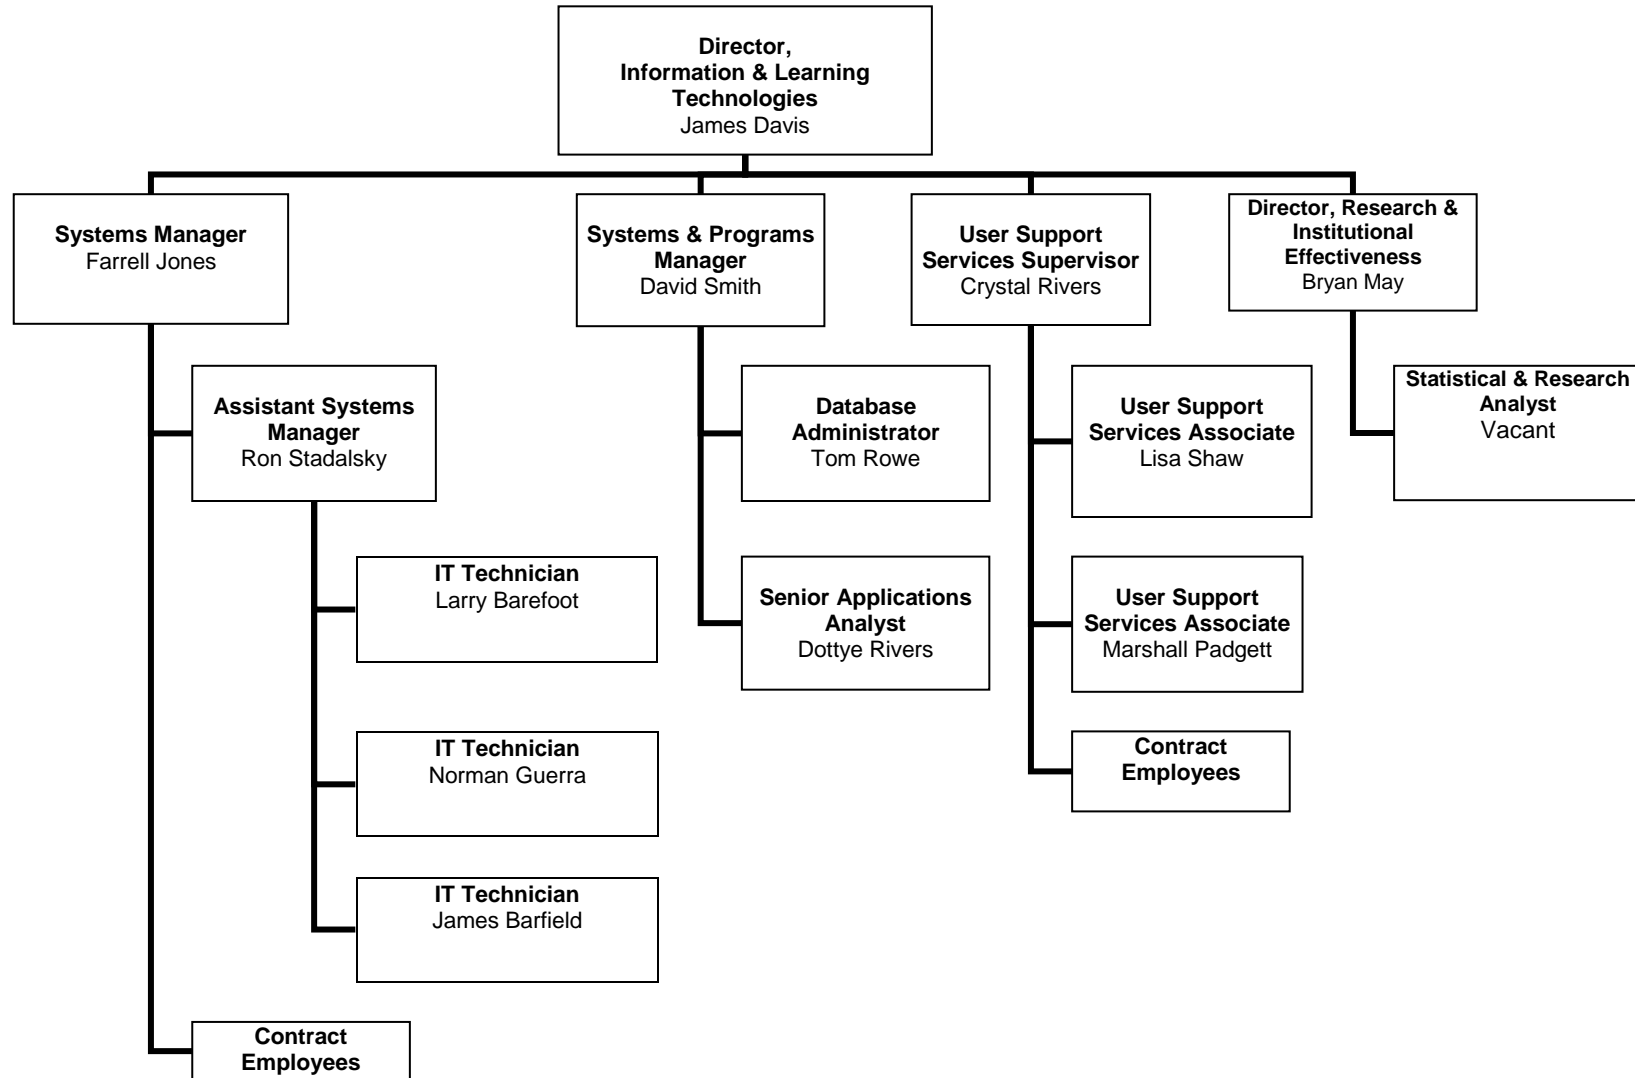 Director,
Information & Learning
Technologies
James Davis
Systems Manager
Farrell Jones
Systems & Programs
Manager
David Smith
User Support
Services Supervisor
Crystal Rivers
Director, Research &
Institutional
Effectiveness
Bryan May
Assistant Systems
Manager
Ron Stadalsky
Database
Administrator
Tom Rowe
User Support
Services Associate
Lisa Shaw
Statistical & Research
Analyst
Vacant
IT Technician
Larry Barefoot
Senior Applications
Analyst
Dottye Rivers
User Support
Services Associate
Marshall Padgett
IT Technician
Norman Guerra
Contract
Employees
IT Technician
James Barfield
Contract
Employees